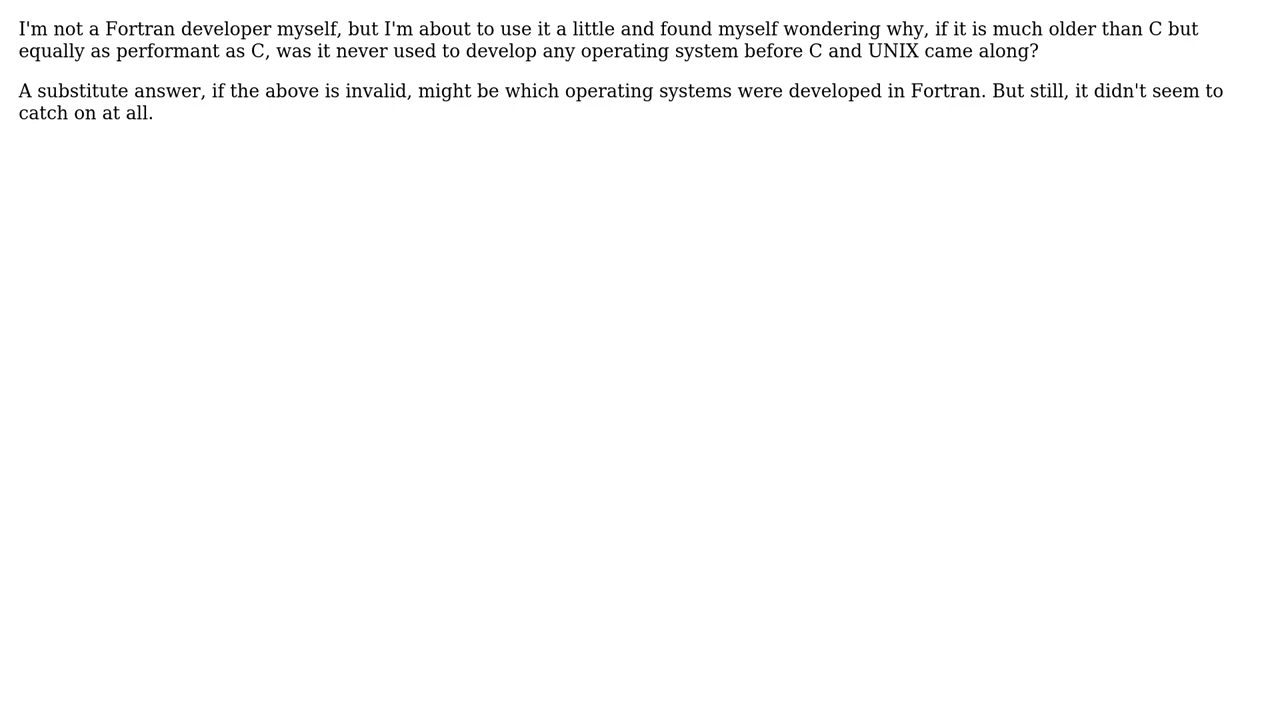 I'm not a Fortran developer myself, but I'm about to use it a little and found myself wondering why, if it is much older than C but
equally as performant as C, was it never used to develop any operating system before C and UNIX came along?
A substitute answer, if the above is invalid, might be which operating systems were developed in Fortran. But still, it didn't seem to
catch on at all.